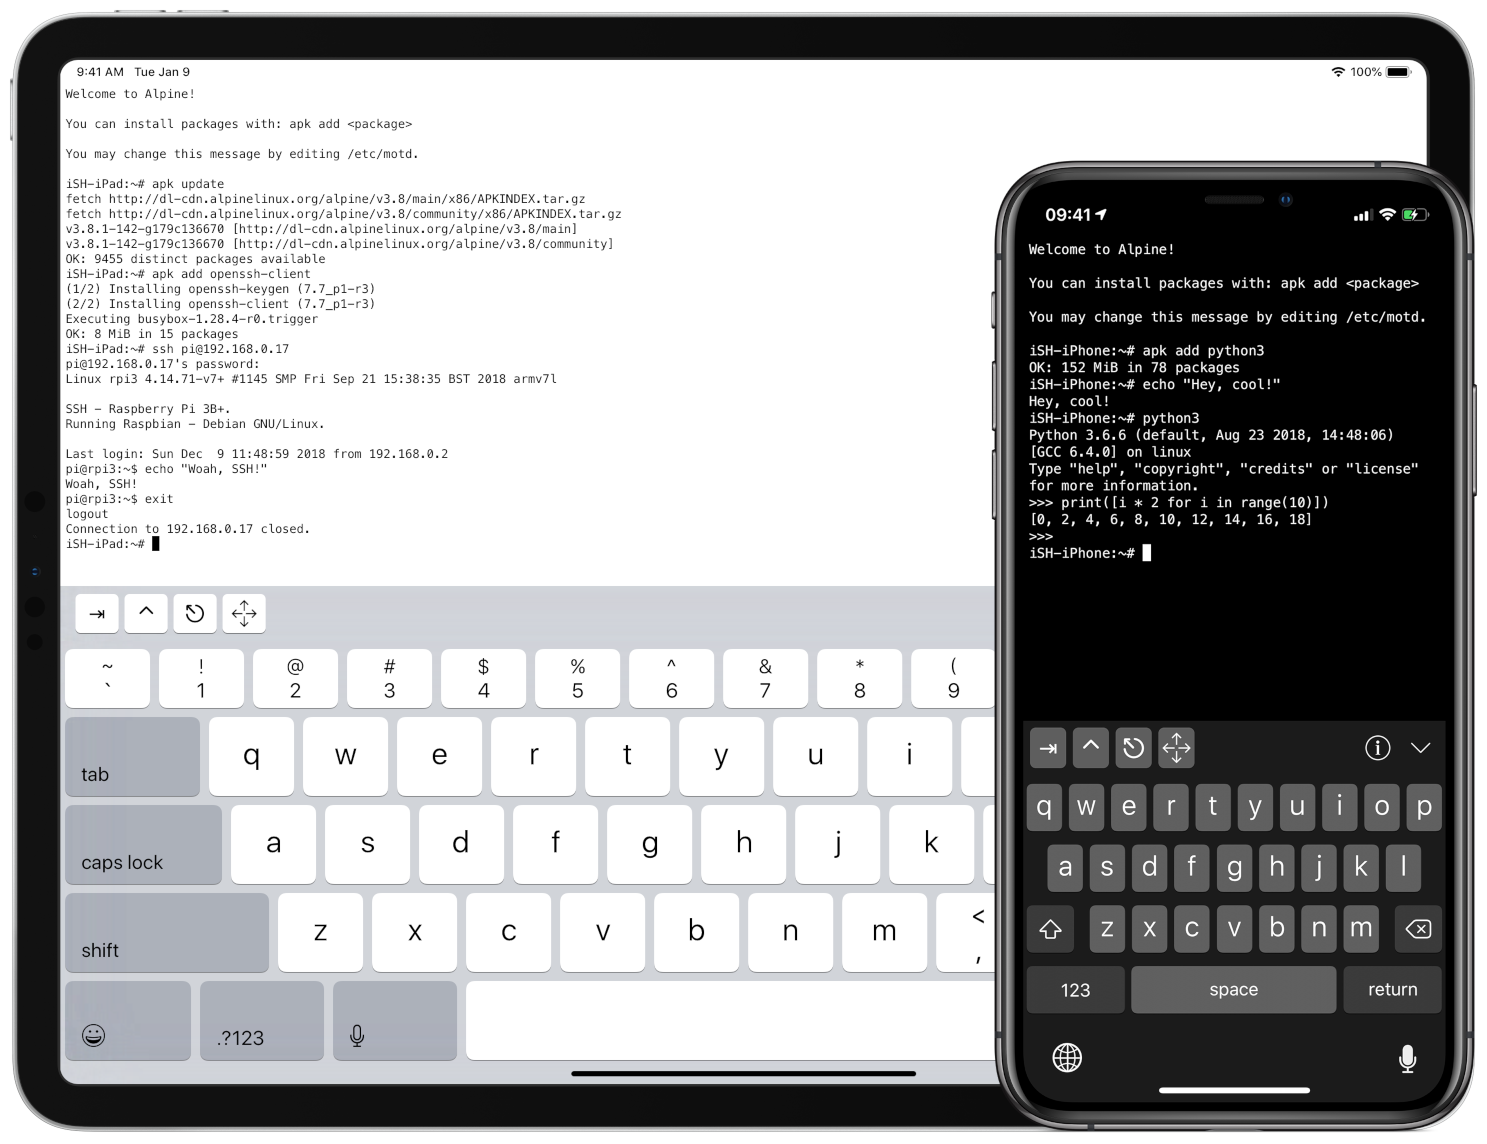 9:41 AM Tue Jan 9
100%
Welcome to Alpine!
You can install packages with: apk add <package>
You may change this message by editing /etc/motd.
iSH-iPad:~# apk update
fetch http://dl-cdn.alpinelinux.org/alpine/v3.8/main/x86/APKINDEX.tar.gz
fetch http://dl-cdn.alpinelinux.org/alpine/v3.8/community/x86/APKINDEX.tar.gz
v3.8.1-142-g179c136670 [http://dl-cdn.alpinelinux.org/alpine/v3.8/main]
v3.8.1-142-g179c136670 [http://dl-cdn.alpinelinux.org/alpine/v3.8/community]
OK: 9455 distinct packages available
iSH-iPad:~# apk add openssh-client
(1/2) Installing openssh-keygen (7.7_p1-r3)
(2/2) Installing openssh-client (7.7_p1-r3)
Executing busybox-1.28.4-r0.trigger
OK: 8 MiB in 15 packages
iSH-iPad:~# ssh pi@192.168.0.17
pi@192.168.0.17's password:
Linux rpi3 4.14.71-v7+ #1145 SMP Fri Sep 21 15:38:35 BST 2018 armv7l
SSH - Raspberry Pi 3B+.
Running Raspbian - Debian GNU/Linux.
Last login: Sun Dec  9 11:48:59 2018 from 192.168.0.2
pi@rpi3:~$ echo "Woah, SSH!"
Woah, SSH!
pi@rpi3:~$ exit
logout
Connection to 192.168.0.17 closed.
iSH-iPad:~#
~ ! @ # $ % ^ & * (
` 1 2 3 4 5 6 7 8 9
tab q w e r t y u i
caps lock a s d f g h j k
shift z x c v b n m < ,
.?123
09:41
Welcome to Alpine!
You can install packages with: apk add <package>
You may change this message by editing /etc/motd.
iSH-iPhone:~# apk add python3
OK: 152 MiB in 78 packages
iSH-iPhone:~# echo "Hey, cool!"
Hey, cool!
iSH-iPhone:~# python3
Python 3.6.6 (default, Aug 23 2018, 14:48:06)
[GCC 6.4.0] on linux
Type "help", "copyright", "credits" or "license"
for more information.
>>> print([i * 2 for i in range(10)])
[0, 2, 4, 6, 8, 10, 12, 14, 16, 18]
>>>
iSH-iPhone:~#
q w e r t y u i o p
a s d f g h j k l
z x c v b n m
123 space return